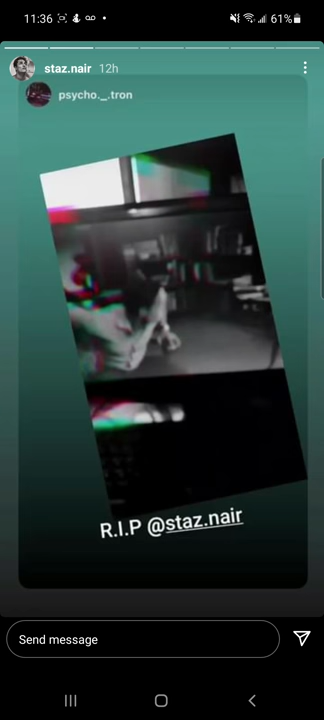 11:36 61%
staz.nair 12h
psycho._.tron
R.I.P @staz.nair
Send message